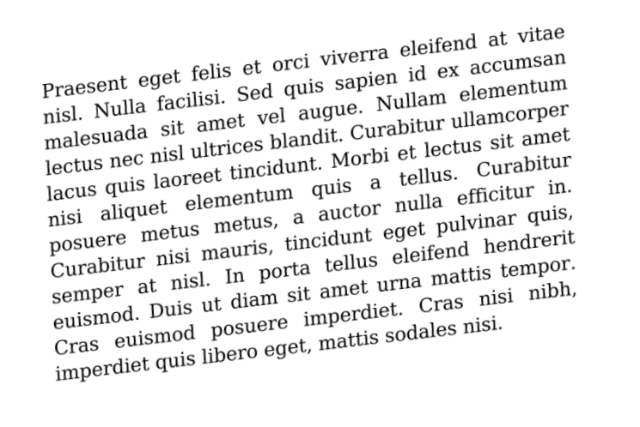 Praesent eget felis et orci viverra eleifend at vitae
nisl. Nulla facilisi. Sed quis sapien id ex accumsan
malesuada sit amet vel augue. Nullam elementum
lectus nec nisl ultrices blandit. Curabitur ullamcorper
lacus quis laoreet tincidunt. Morbi et lectus sit amet
nisi aliquet elementum quis a tellus. Curabitur
posuere metus metus, a auctor nulla efficitur in.
Curabitur nisi mauris, tincidunt eget pulvinar quis,
semper at nisl. In porta tellus eleifend hendrerit
euismod. Duis ut diam sit amet urna mattis tempor.
Cras euismod posuere imperdiet. Cras nisi nibh,
imperdiet quis libero eget, mattis sodales nisi.